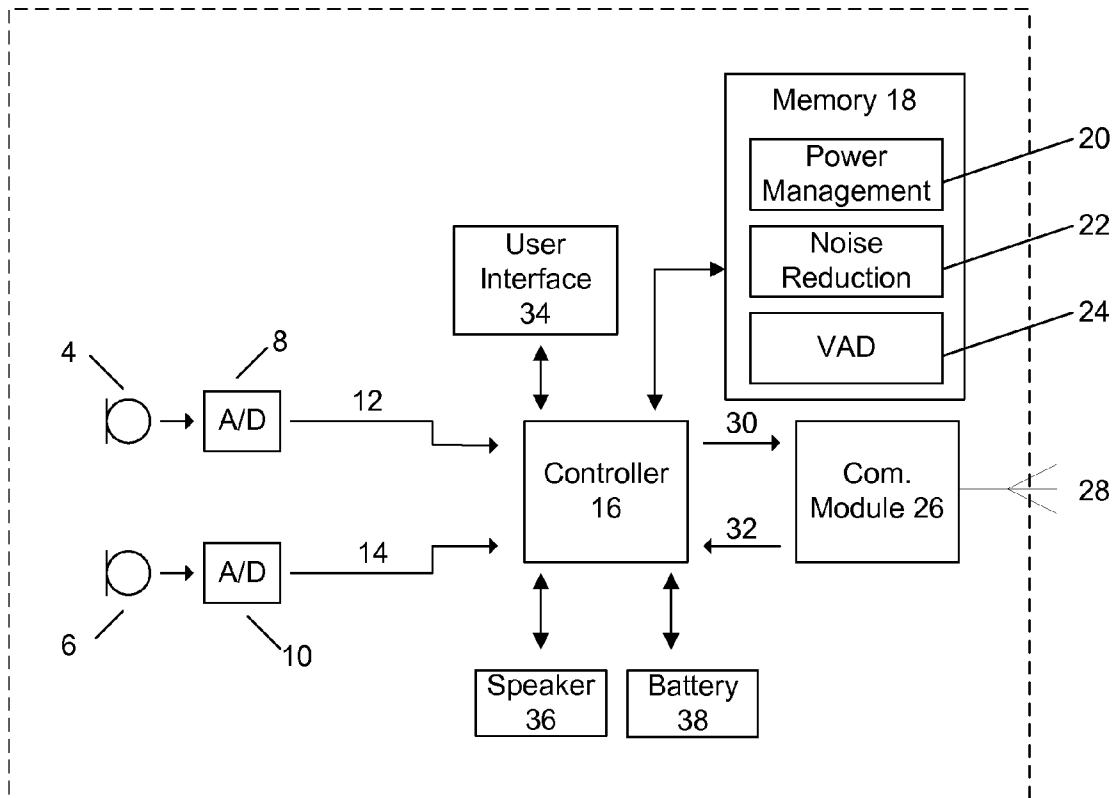 Memory 18
Power
Management
20
Noise
Reduction
22
VAD
24
User
Interface
34
4
8
A/D
12
Controller
16
30
Com.
Module 26
28
32
6
A/D
14
10
Speaker
36
Battery
38